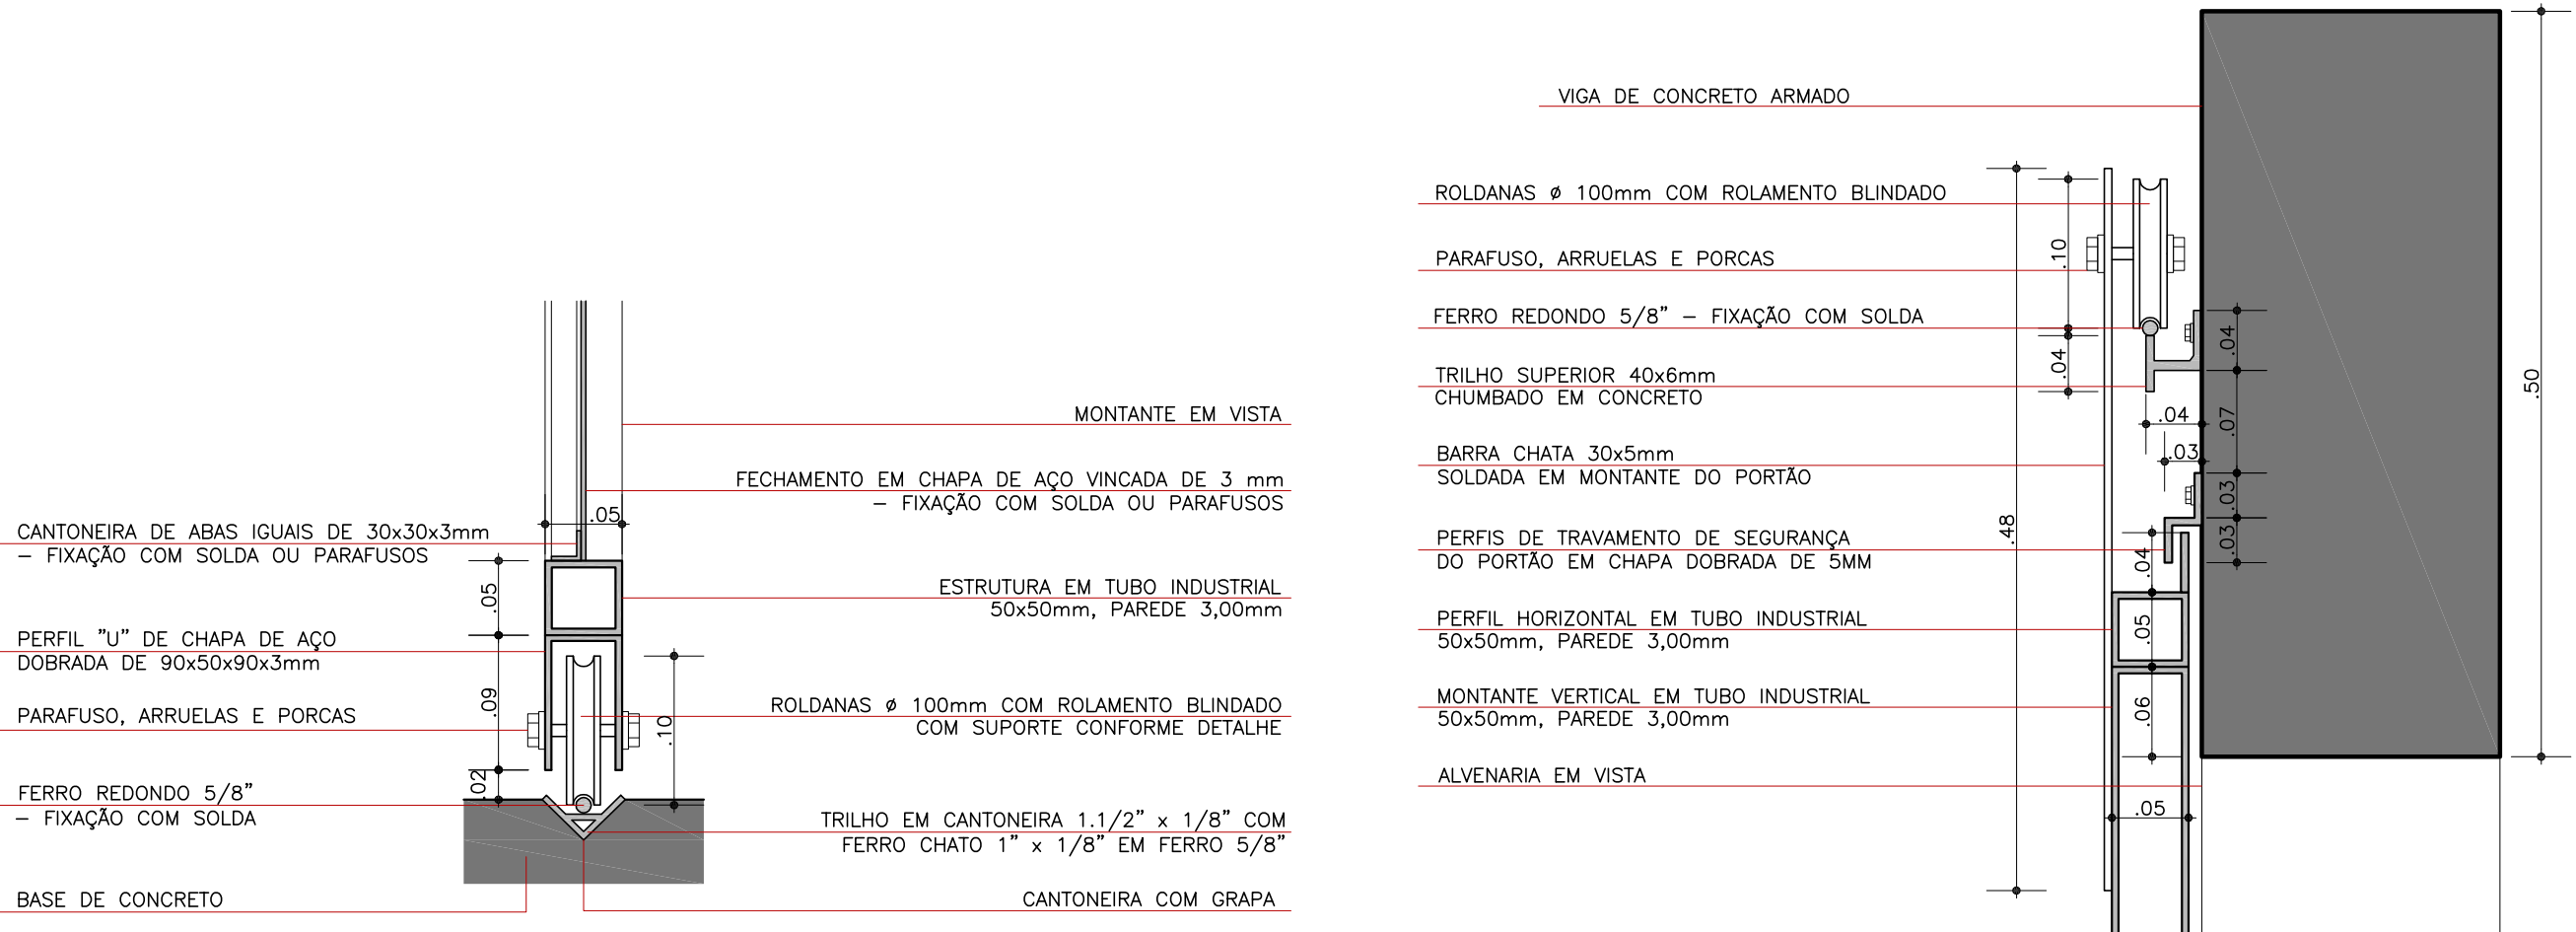 CANTONEIRA DE ABAS IGUAIS DE 30x30x3mm
– FIXAÇÃO COM SOLDA OU PARAFUSOS
PERFIL "U" DE CHAPA DE AÇO
DOBRADA DE 90x50x90x3mm
PARAFUSO, ARRUELAS E PORCAS
FERRO REDONDO 5/8"
– FIXAÇÃO COM SOLDA
BASE DE CONCRETO
.05
.05
.09
.02
.10
MONTANTE EM VISTA
FECHAMENTO EM CHAPA DE AÇO VINCADA DE 3 mm
– FIXAÇÃO COM SOLDA OU PARAFUSOS
ESTRUTURA EM TUBO INDUSTRIAL
50x50mm, PAREDE 3,00mm
ROLDANAS ø 100mm COM ROLAMENTO BLINDADO
COM SUPORTE CONFORME DETALHE
TRILHO EM CANTONEIRA 1.1/2" x 1/8" COM
FERRO CHATO 1" x 1/8" EM FERRO 5/8"
CANTONEIRA COM GRAPA
VIGA DE CONCRETO ARMADO
ROLDANAS ø 100mm COM ROLAMENTO BLINDADO
PARAFUSO, ARRUELAS E PORCAS
FERRO REDONDO 5/8" – FIXAÇÃO COM SOLDA
TRILHO SUPERIOR 40x6mm
CHUMBADO EM CONCRETO
BARRA CHATA 30x5mm
SOLDADA EM MONTANTE DO PORTÃO
PERFIS DE TRAVAMENTO DE SEGURANÇA
DO PORTÃO EM CHAPA DOBRADA DE 5MM
PERFIL HORIZONTAL EM TUBO INDUSTRIAL
50x50mm, PAREDE 3,00mm
MONTANTE VERTICAL EM TUBO INDUSTRIAL
50x50mm, PAREDE 3,00mm
ALVENARIA EM VISTA
.48
.10
.04
.04
.03
.04
.05
.06
.05
.04
.07
.03
.03
.50